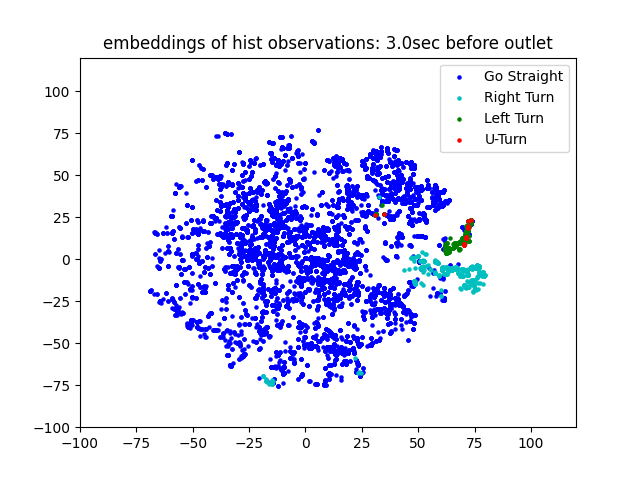 embeddings of hist observations: 3.0sec before outlet
Go Straight
Right Turn
Left Turn
U-Turn
100
75
50
25
0
−25
−50
−75
−100
−100 −75 −50 −25 0 25 50 75 100